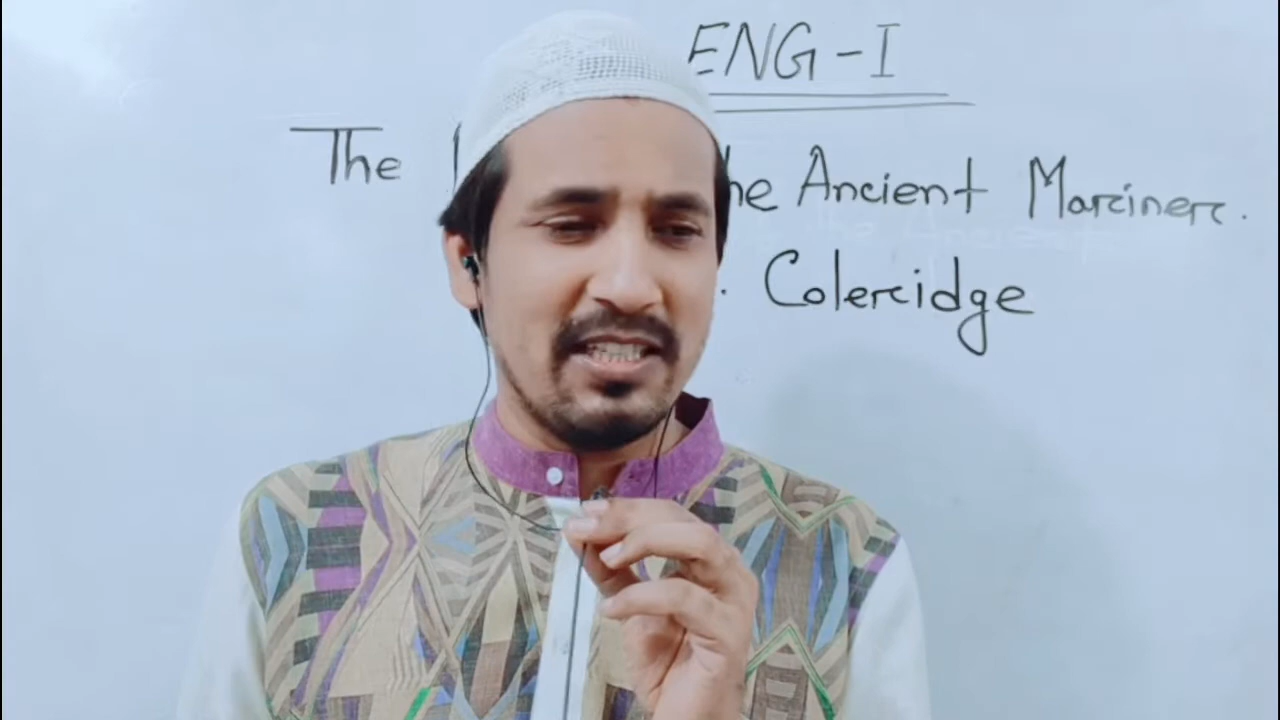 ENG-I
The he Ancient Mariner.
. Coleridge